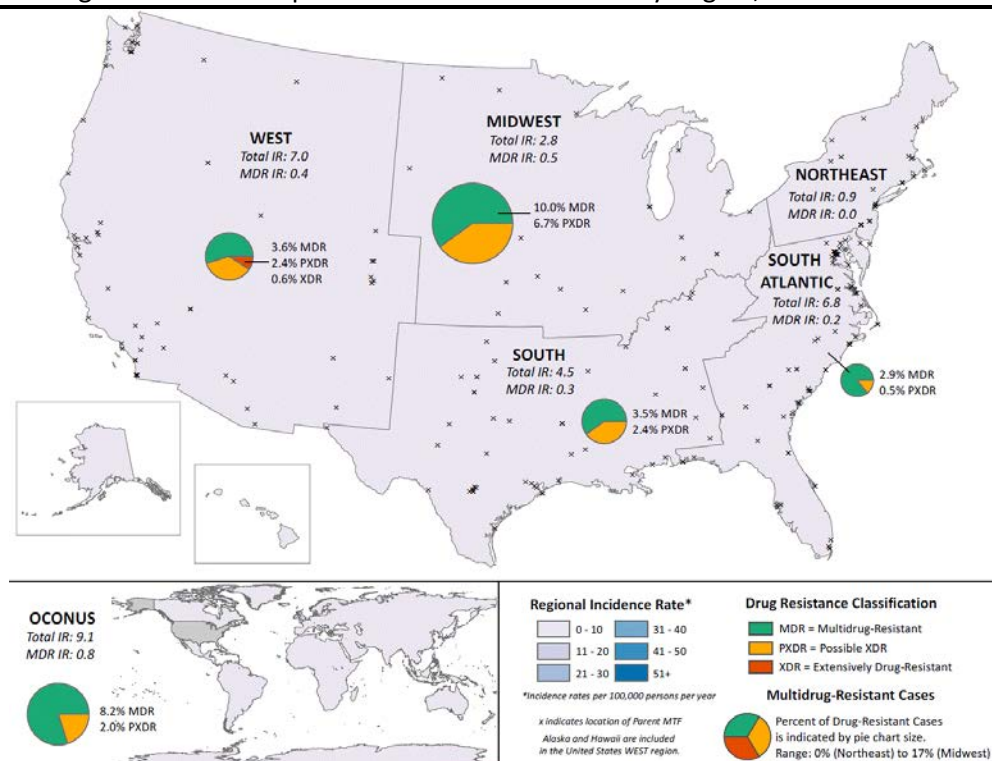 WEST
Total IR: 7.0
MDR IR: 0.4
3.6% MDR
2.4% PXDR
0.6% XDR
MIDWEST
Total IR: 2.8
MDR IR: 0.5
10.0% MDR
6.7% PXDR
NORTHEAST
Total IR: 0.9
MDR IR: 0.0
SOUTH
ATLANTIC
Total IR: 6.8
MDR IR: 0.2
2.9% MDR
0.5% PXDR
SOUTH
Total IR: 4.5
MDR IR: 0.3
3.5% MDR
2.4% PXDR
OCONUS
Total IR: 9.1
MDR IR: 0.8
8.2% MDR
2.0% PXDR
Regional Incidence Rate*
0 - 10
31 - 40
11 - 20
41 - 50
21 - 30
51+
*Incidence rates per 100,000 persons per year
x indicates location of Parent MTF
Alaska and Hawaii are included
in the United States WEST region.
Drug Resistance Classification
MDR = Multidrug-Resistant
PXDR = Possible XDR
XDR = Extensively Drug-Resistant
Multidrug-Resistant Cases
Percent of Drug-Resistant Cases
is indicated by pie chart size.
Range: 0% (Northeast) to 17% (Midwest)